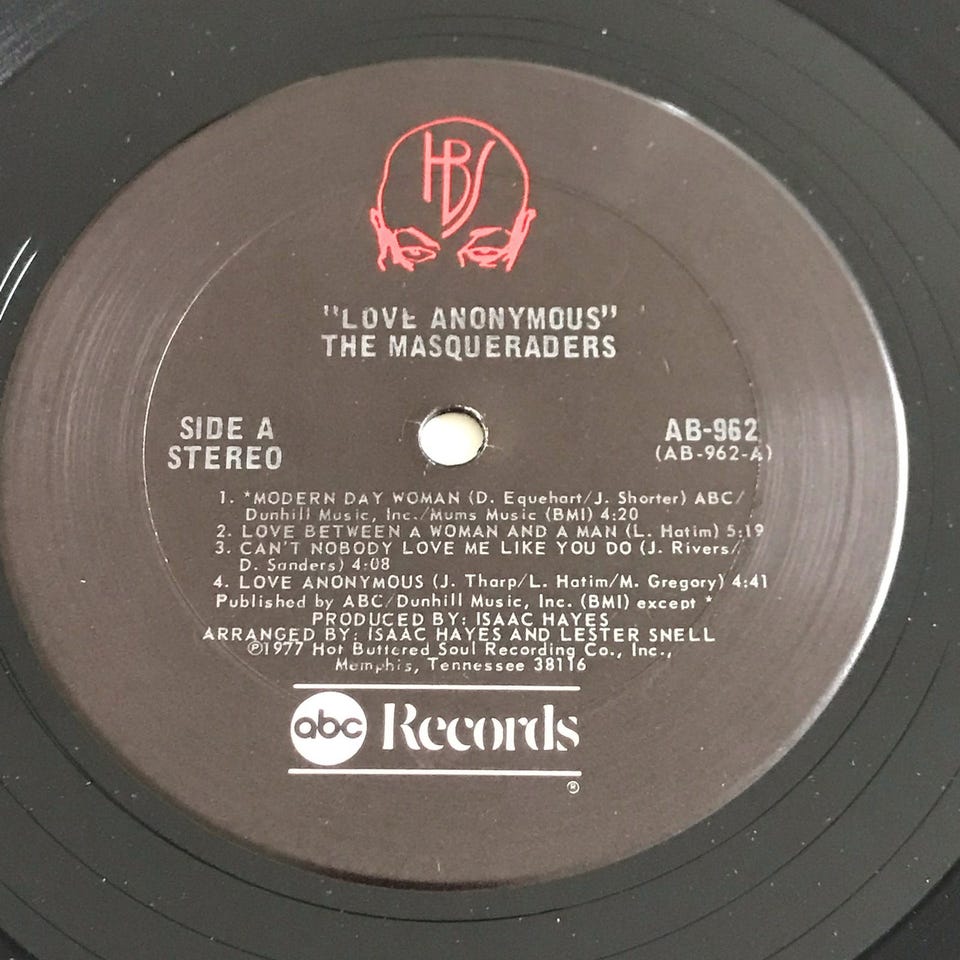 HBS
"LOVE ANONYMOUS"
THE MASQUERADERS
SIDE A
STEREO
AB-962
(AB-962-A)
1. *MODERN DAY WOMAN (D. Equehart/J. Shorter) ABC/
Dunhill Music, Inc./Mums Music (BMI) 4:20
2. LOVE BETWEEN A WOMAN AND A MAN (L. Hatim) 5:19
3. CAN'T NOBODY LOVE ME LIKE YOU DO (J. Rivers/
D. Sanders) 4:08
4. LOVE ANONYMOUS (J. Tharp/L. Hatim/M. Gregory) 4:41
Published by ABC/Dunhill Music, Inc. (BMI) except *
PRODUCED BY: ISAAC HAYES
ARRANGED BY: ISAAC HAYES AND LESTER SNELL
℗1977 Hot Buttered Soul Recording Co., Inc.,
Memphis, Tennessee 38116
abc Records
®